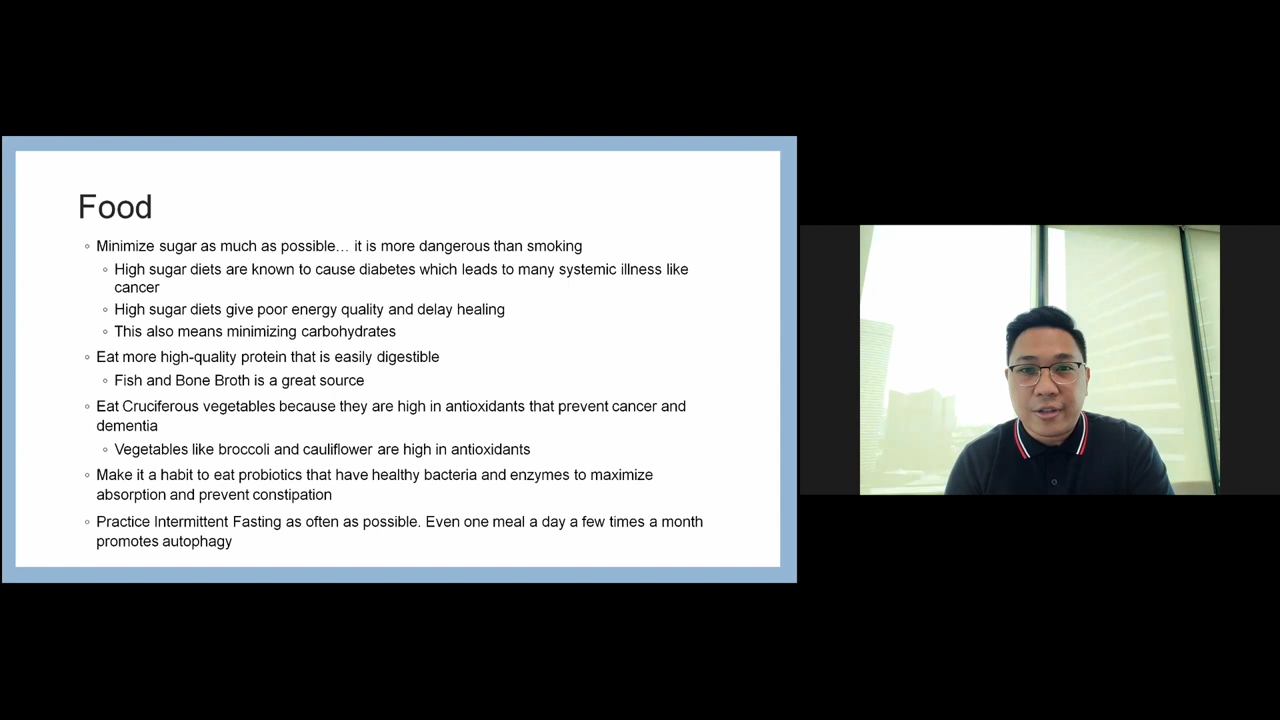 Food
Minimize sugar as much as possible… it is more dangerous than smoking
High sugar diets are known to cause diabetes which leads to many systemic illness like
cancer
High sugar diets give poor energy quality and delay healing
This also means minimizing carbohydrates
Eat more high-quality protein that is easily digestible
Fish and Bone Broth is a great source
Eat Cruciferous vegetables because they are high in antioxidants that prevent cancer and
dementia
Vegetables like broccoli and cauliflower are high in antioxidants
Make it a habit to eat probiotics that have healthy bacteria and enzymes to maximize
absorption and prevent constipation
Practice Intermittent Fasting as often as possible. Even one meal a day a few times a month
promotes autophagy